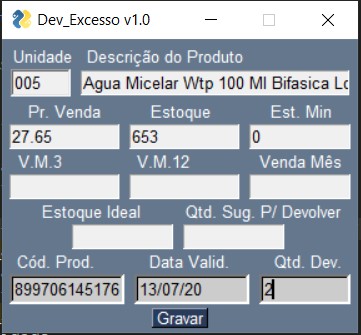 Dev_Excesso v1.0
Unidade Descrição do Produto
005 Agua Micelar Wtp 100 Ml Bifasica Lo
Pr. Venda Estoque Est. Min
27.65 653 0
V.M.3 V.M.12 Venda Mês
Estoque Ideal Qtd. Sug. P/ Devolver
Cód. Prod. Data Valid. Qtd. Dev.
899706145176 13/07/20 2
Gravar